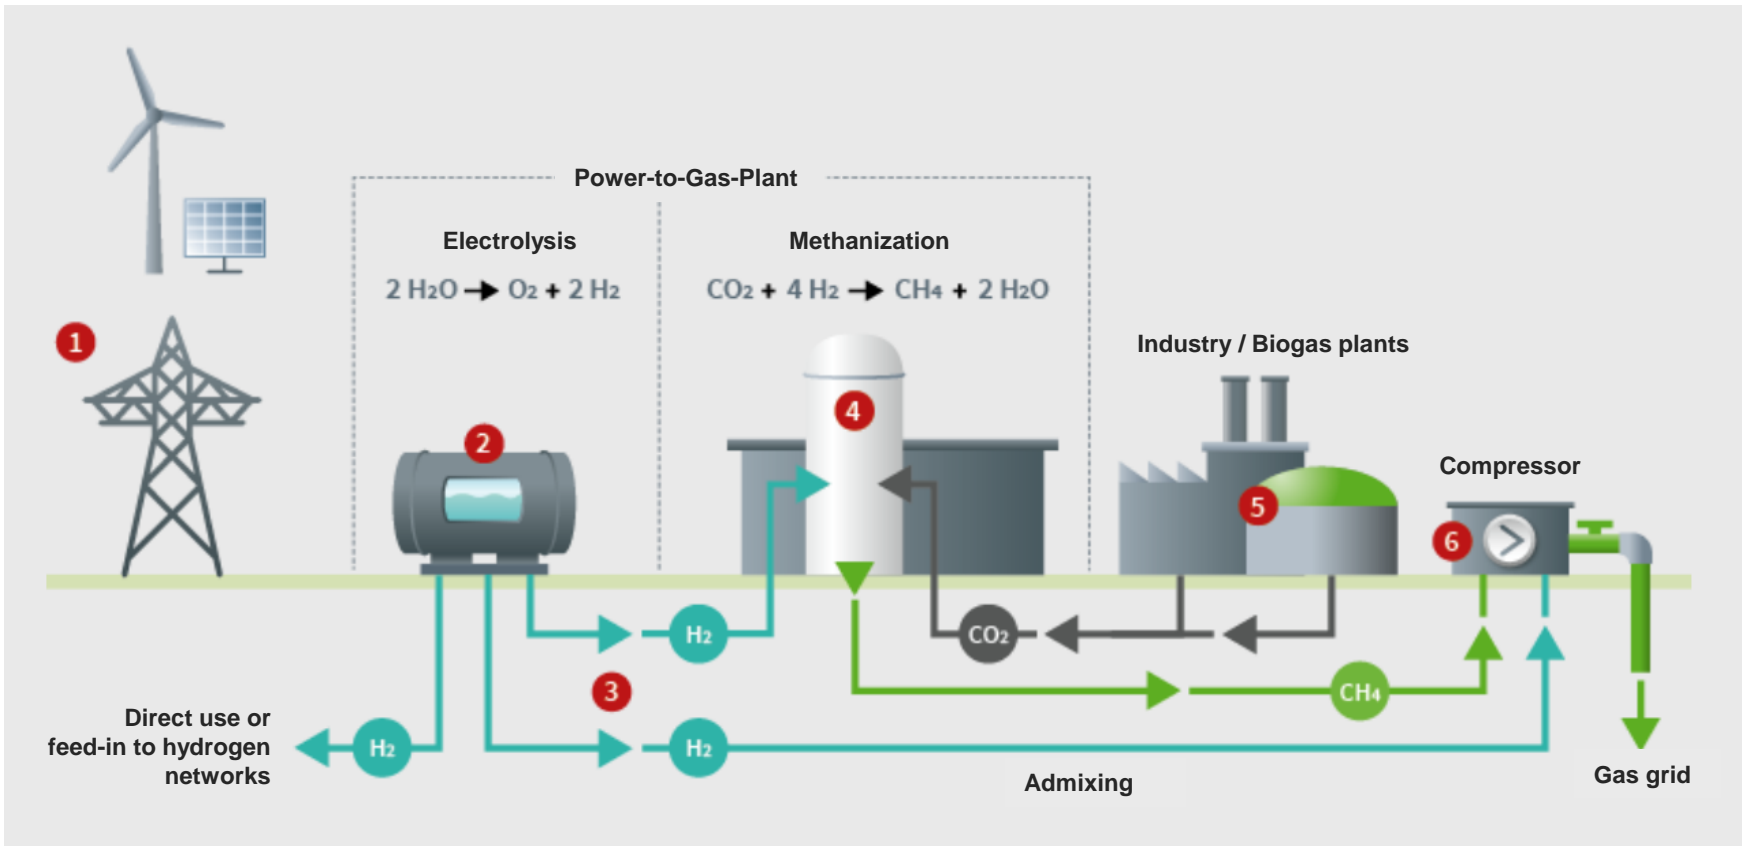 Power-to-Gas-Plant
Electrolysis
Methanization
2 H₂O → O₂ + 2 H₂
CO₂ + 4 H₂ → CH₄ + 2 H₂O
1
Industry / Biogas plants
4
2
Compressor
5
6
H₂
CO₂
3
CH₄
Direct use or
feed-in to hydrogen
networks
H₂
H₂
Admixing
Gas grid